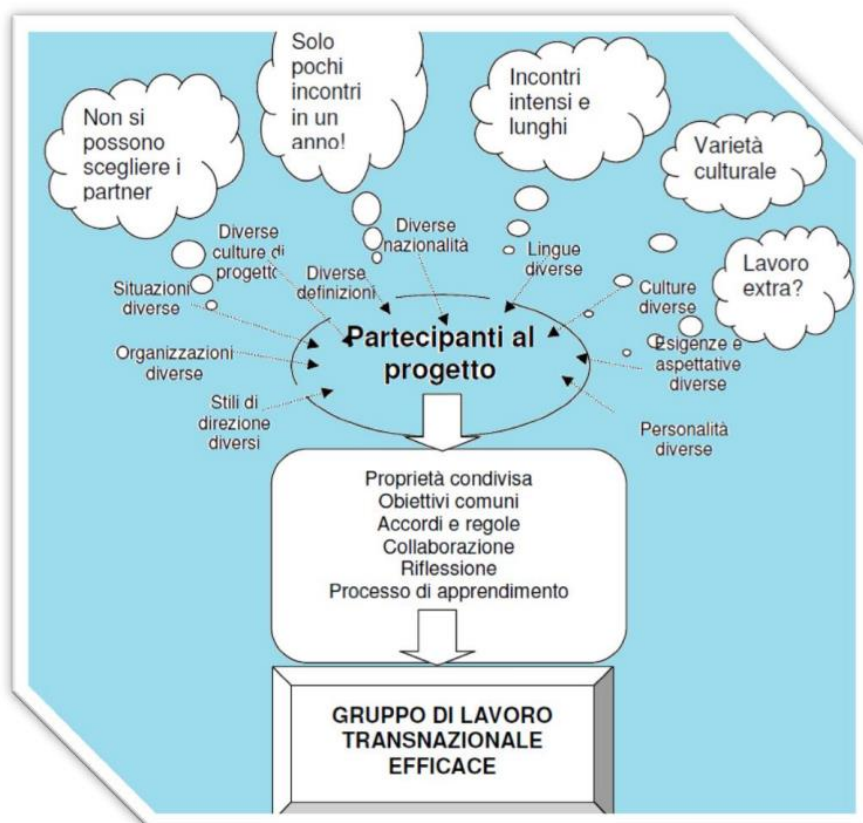 Non si
possono
scegliere i
partner
Solo
pochi
incontri
in un
anno!
Incontri
intensi e
lunghi
Varietà
culturale
Lavoro
extra?
Diverse
culture di
progetto
Diverse
definizioni
Diverse
nazionalità
Lingue
diverse
Culture
diverse
Situazioni
diverse
Organizzazioni
diverse
Stili di
direzione
diversi
Esigenze e
aspettative
diverse
Personalità
diverse
Partecipanti al
progetto
Proprietà condivisa
Obiettivi comuni
Accordi e regole
Collaborazione
Riflessione
Processo di apprendimento
GRUPPO DI LAVORO
TRANSNAZIONALE
EFFICACE